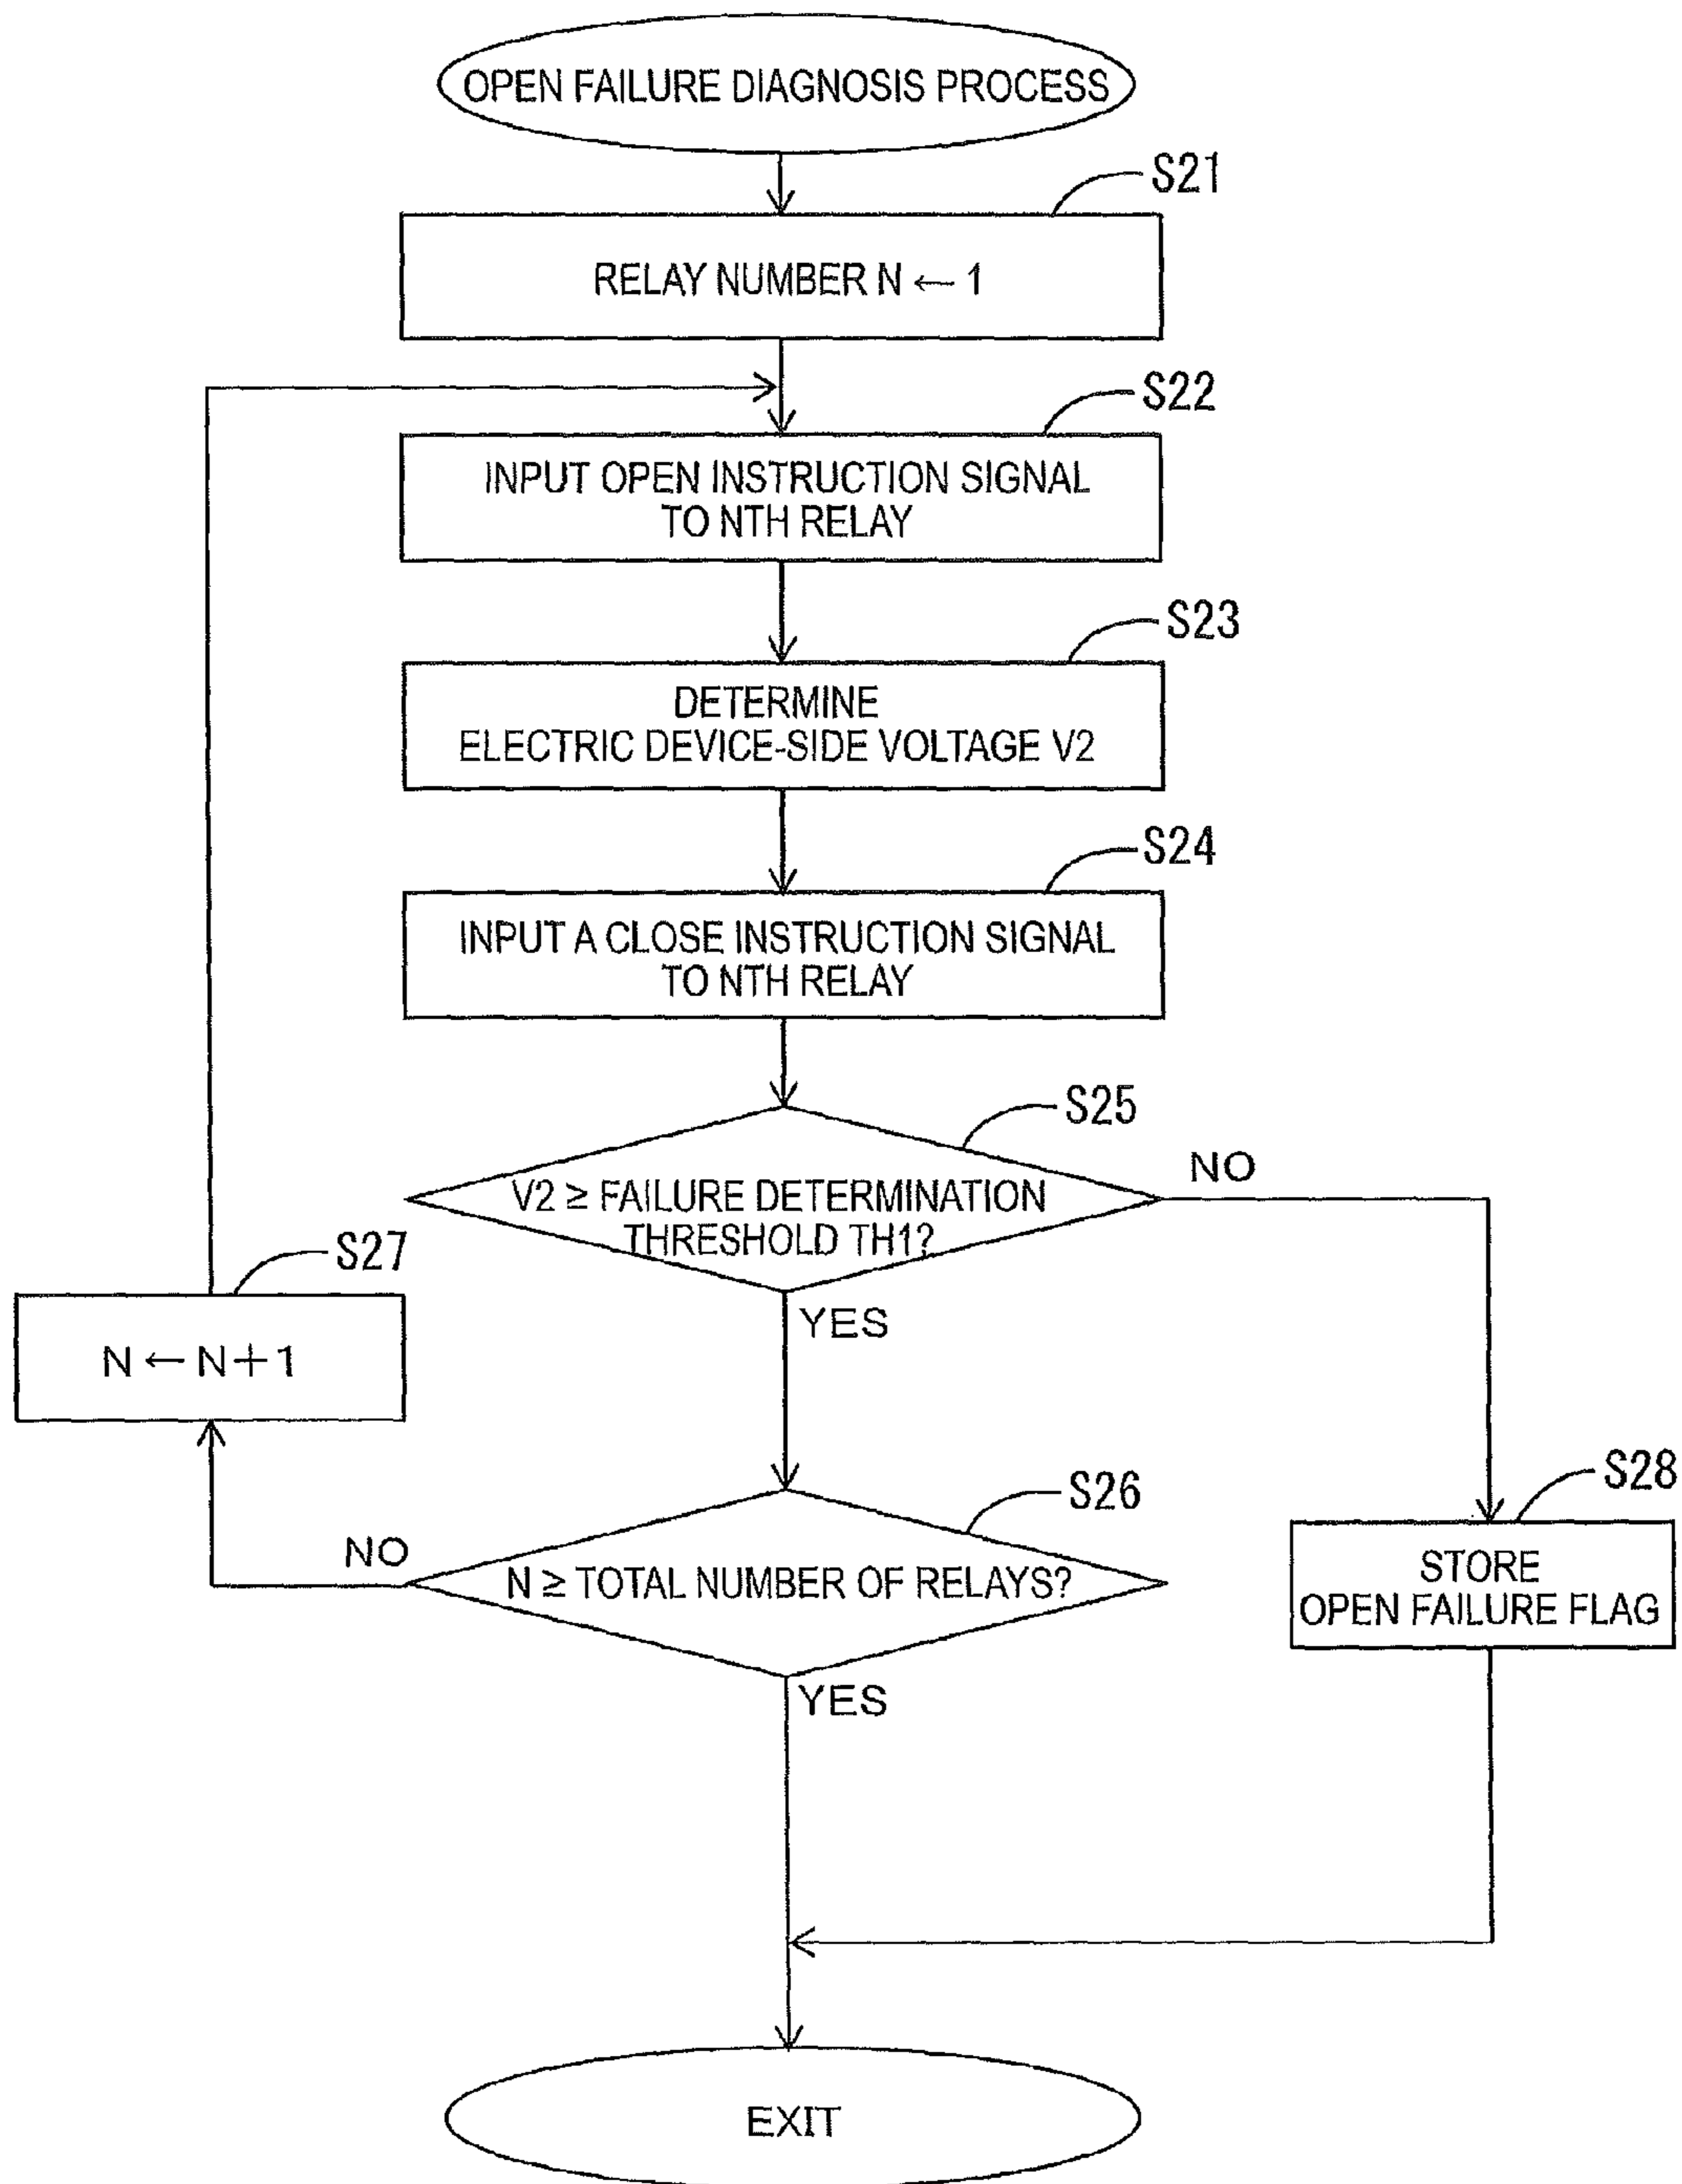 OPEN FAILURE DIAGNOSIS PROCESS
S21
RELAY NUMBER N ← 1
S22
INPUT OPEN INSTRUCTION SIGNAL
TO NTH RELAY
S23
DETERMINE
ELECTRIC DEVICE-SIDE VOLTAGE V2
S24
INPUT A CLOSE INSTRUCTION SIGNAL
TO NTH RELAY
S25
V2 ≥ FAILURE DETERMINATION
THRESHOLD TH1?
NO
YES
S27
N ← N+1
S26
N ≥ TOTAL NUMBER OF RELAYS?
NO
YES
S28
STORE
OPEN FAILURE FLAG
EXIT